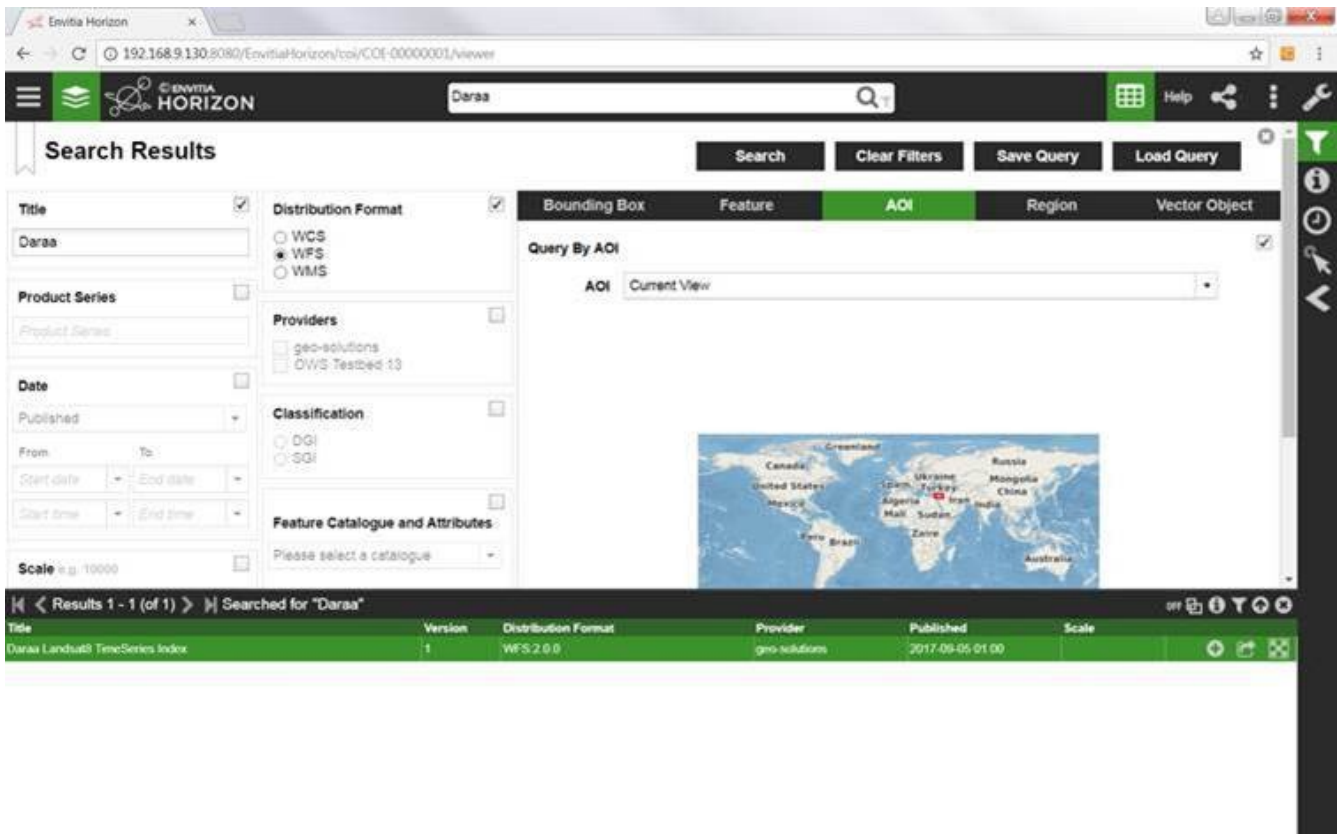 Envitia Horizon
192.168.9.130:8080/EnvitiaHorizon/coi/COI-00000001/viewer
© ENVITIA
HORIZON
Daraa
Help
Search Results
Search
Clear Filters
Save Query
Load Query
Title
Daraa
Product Series
Product Series
Date
Published
From
To
Start date
End date
Start time
End time
Scale e.g. 10000
Distribution Format
WCS
WFS
WMS
Providers
geo-solutions
OWS Testbed 13
Classification
DGI
SGI
Feature Catalogue and Attributes
Please select a catalogue
Bounding Box
Feature
AOI
Region
Vector Object
Query By AOI
AOI
Current View
Greenland
Canada
Russia
United States
Ukraine
Mongolia
Spain
Turkey
China
Mexico
Algeria
Iran
India
Mali
Sudan
Peru
Brazil
Zaire
Australia
Results 1 - 1 (of 1)
Searched for "Daraa"
OFF
Title
Version
Distribution Format
Provider
Published
Scale
Daraa Landsat8 TimeSeries Index
1
WFS 2.0.0
geo-solutions
2017-09-05 01:00